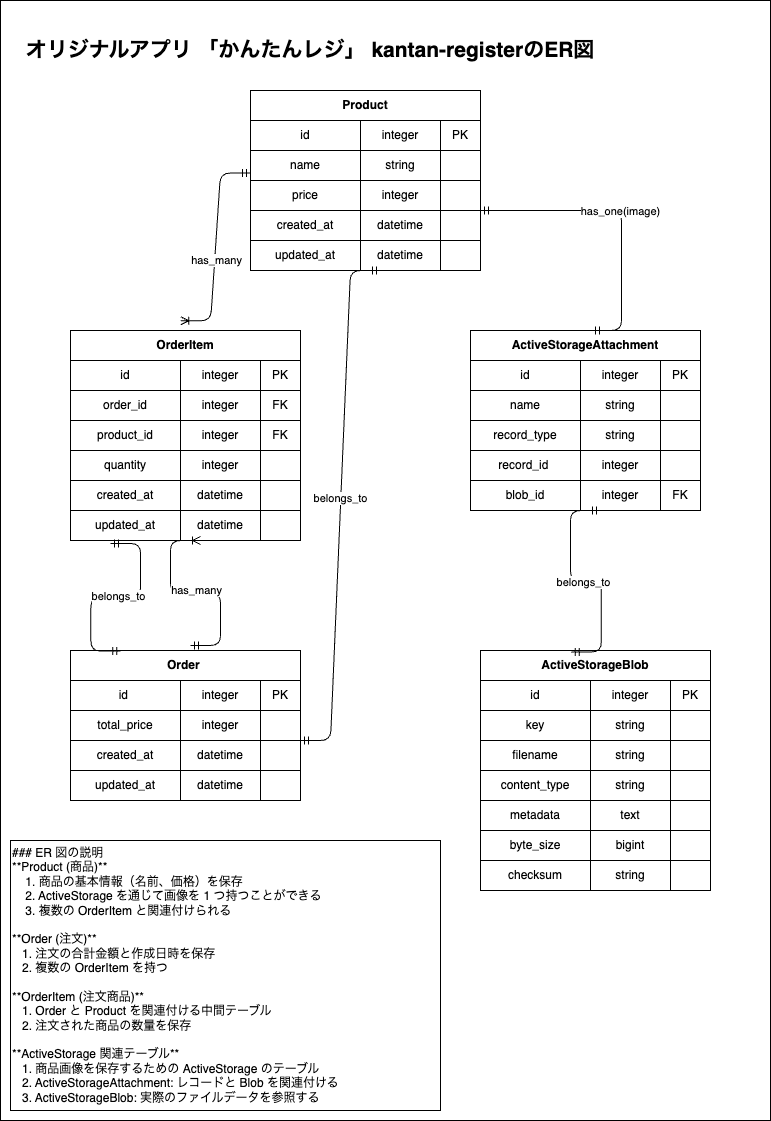 オリジナルアプリ 「かんたんレジ」 kantan-registerのER図
Product
id integer PK
name string
price integer
created_at datetime
updated_at datetime
has_one(image)
has_many
OrderItem
id integer PK
order_id integer FK
product_id integer FK
quantity integer
created_at datetime
updated_at datetime
ActiveStorageAttachment
id integer PK
name string
record_type string
record_id integer
blob_id integer FK
belongs_to
belongs_to
has_many
belongs_to
Order
id integer PK
total_price integer
created_at datetime
updated_at datetime
ActiveStorageBlob
id integer PK
key string
filename string
content_type string
metadata text
byte_size bigint
checksum string
### ER 図の説明
**Product (商品)**
1. 商品の基本情報（名前、価格）を保存
2. ActiveStorage を通じて画像を 1 つ持つことができる
3. 複数の OrderItem と関連付けられる
**Order (注文)**
1. 注文の合計金額と作成日時を保存
2. 複数の OrderItem を持つ
**OrderItem (注文商品)**
1. Order と Product を関連付ける中間テーブル
2. 注文された商品の数量を保存
**ActiveStorage 関連テーブル**
1. 商品画像を保存するための ActiveStorage のテーブル
2. ActiveStorageAttachment: レコードと Blob を関連付ける
3. ActiveStorageBlob: 実際のファイルデータを参照する